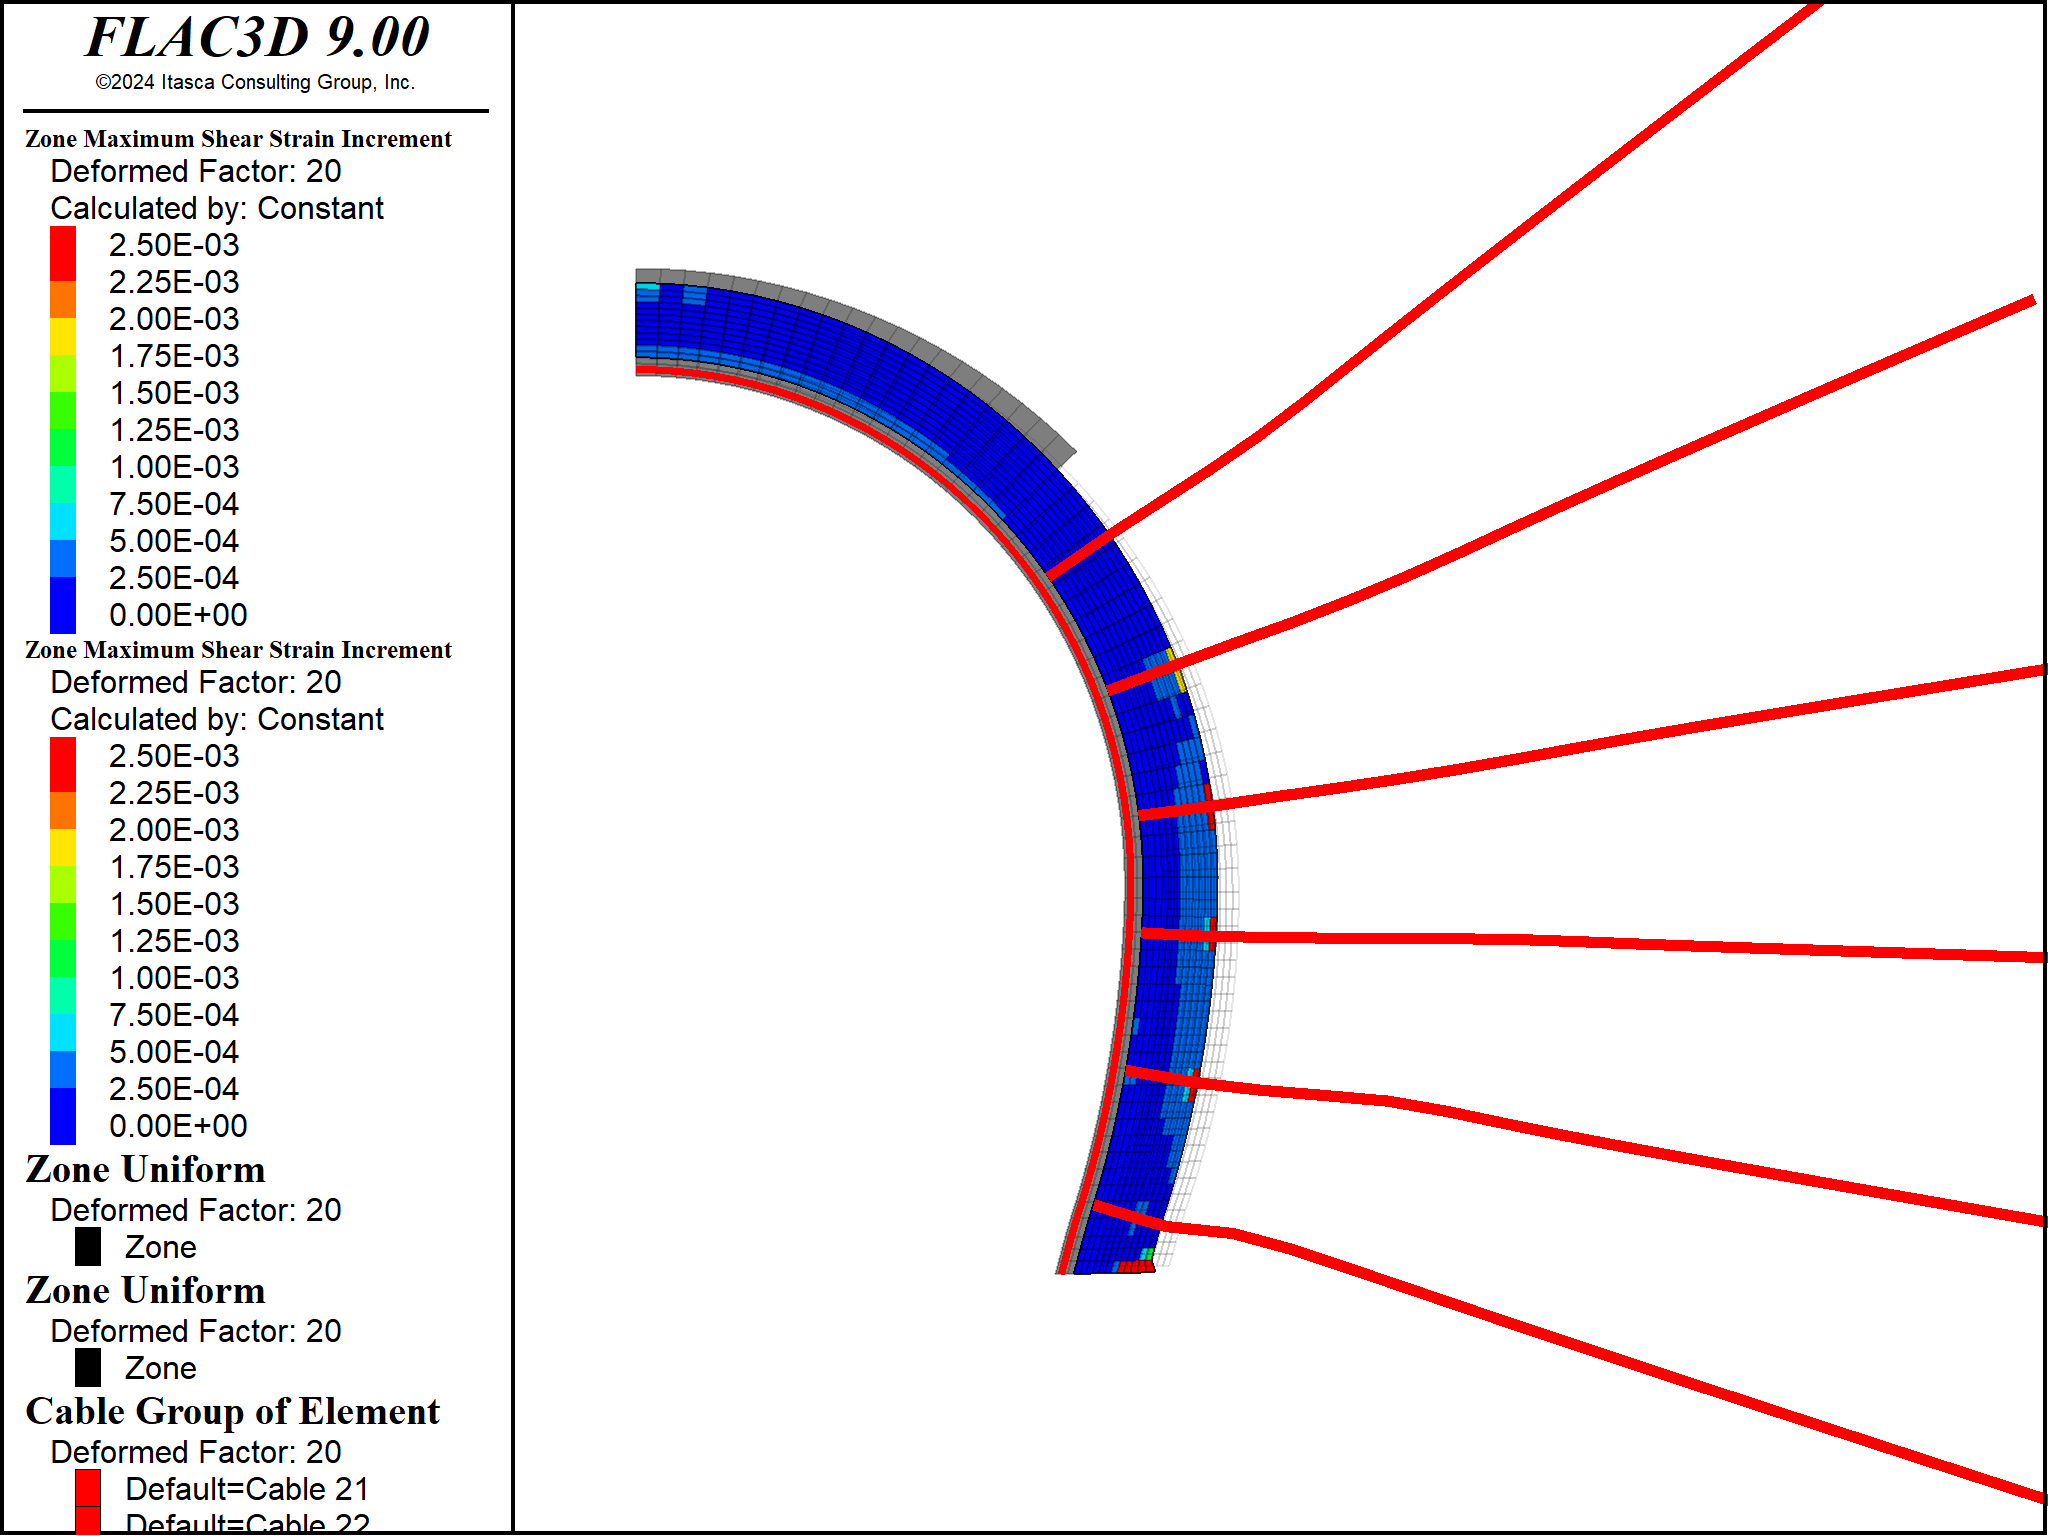 FLAC3D 9.00
©2024 Itasca Consulting Group, Inc.
Zone Maximum Shear Strain Increment
Deformed Factor: 20
Calculated by: Constant
2.50E-03
2.25E-03
2.00E-03
1.75E-03
1.50E-03
1.25E-03
1.00E-03
7.50E-04
5.00E-04
2.50E-04
0.00E+00
Zone Maximum Shear Strain Increment
Deformed Factor: 20
Calculated by: Constant
2.50E-03
2.25E-03
2.00E-03
1.75E-03
1.50E-03
1.25E-03
1.00E-03
7.50E-04
5.00E-04
2.50E-04
0.00E+00
Zone Uniform
Deformed Factor: 20
Zone
Zone Uniform
Deformed Factor: 20
Zone
Cable Group of Element
Deformed Factor: 20
Default=Cable 21
Default=Cable 22